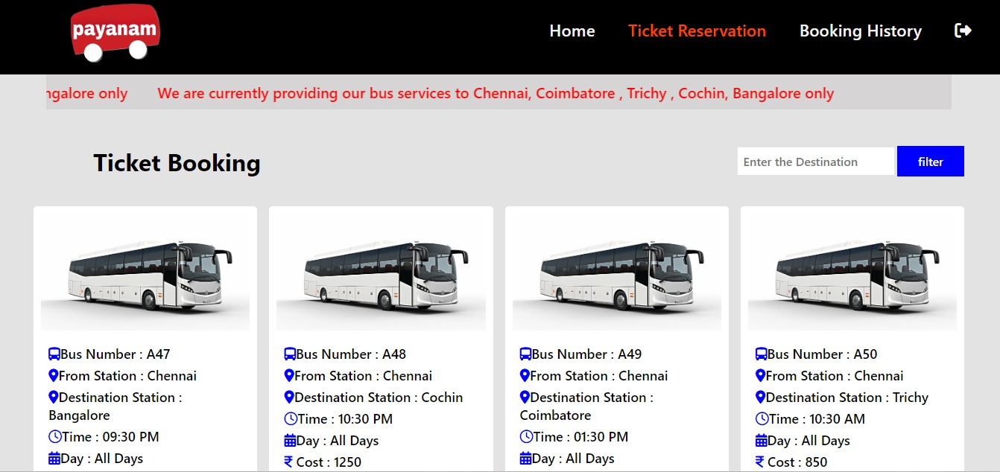 payanam
Home Ticket Reservation Booking History
ngalore only We are currently providing our bus services to Chennai, Coimbatore , Trichy , Cochin, Bangalore only
Ticket Booking
Enter the Destination filter
Bus Number : A47
From Station : Chennai
Destination Station :
Bangalore
Time : 09:30 PM
Day : All Days
Bus Number : A48
From Station : Chennai
Destination Station : Cochin
Time : 10:30 PM
Day : All Days
₹ Cost : 1250
Bus Number : A49
From Station : Chennai
Destination Station :
Coimbatore
Time : 01:30 PM
Day : All Days
Bus Number : A50
From Station : Chennai
Destination Station : Trichy
Time : 10:30 AM
Day : All Days
₹ Cost : 850